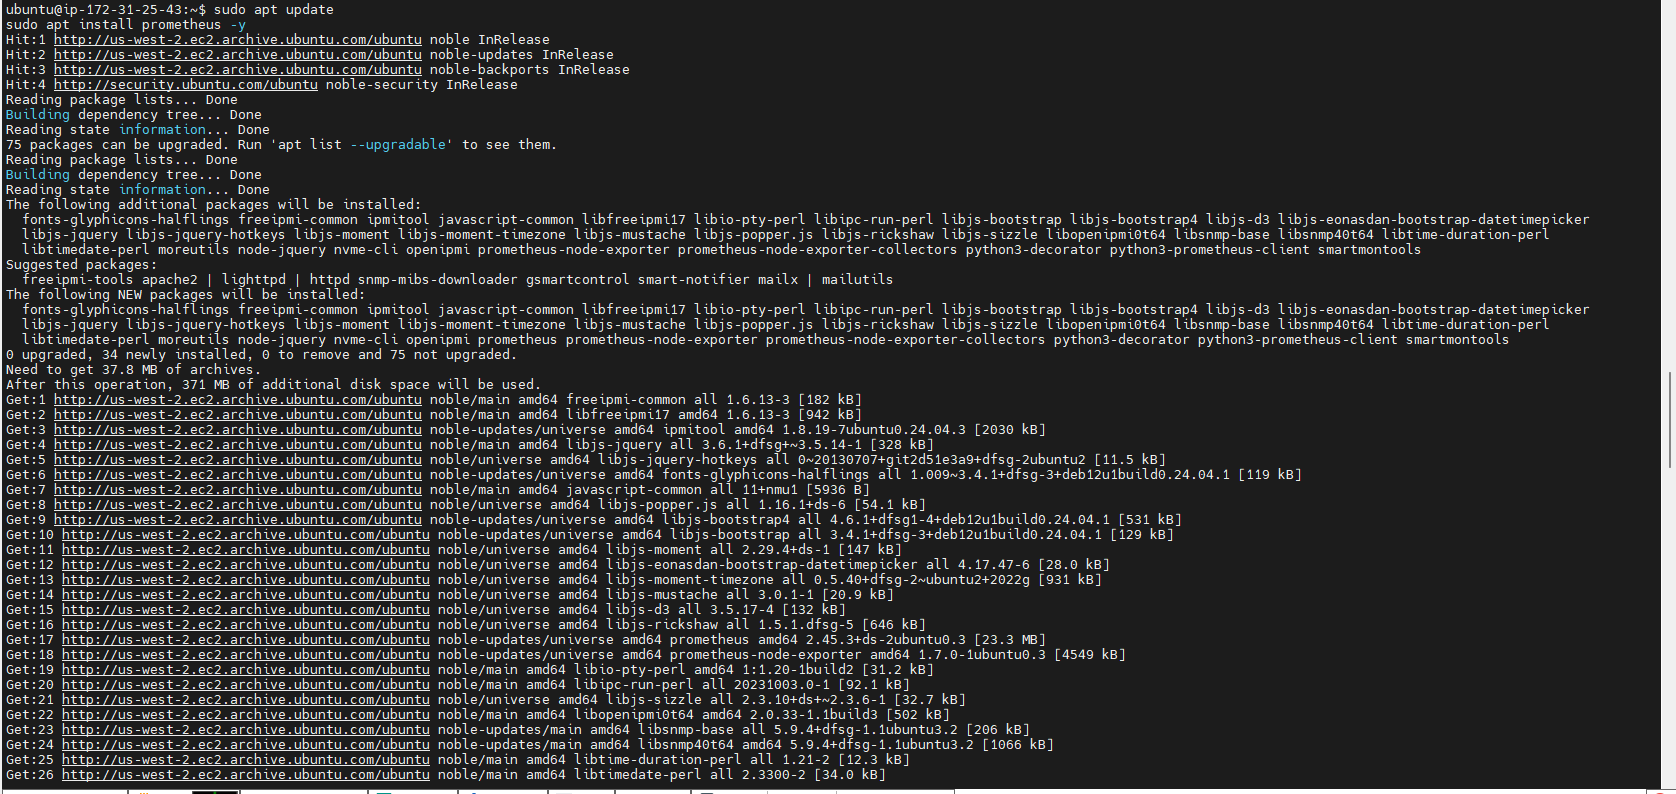 ubuntu@ip-172-31-25-43:~$ sudo apt update
sudo apt install prometheus -y
Hit:1 http://us-west-2.ec2.archive.ubuntu.com/ubuntu noble InRelease
Hit:2 http://us-west-2.ec2.archive.ubuntu.com/ubuntu noble-updates InRelease
Hit:3 http://us-west-2.ec2.archive.ubuntu.com/ubuntu noble-backports InRelease
Hit:4 http://security.ubuntu.com/ubuntu noble-security InRelease
Reading package lists... Done
Building dependency tree... Done
Reading state information... Done
75 packages can be upgraded. Run 'apt list --upgradable' to see them.
Reading package lists... Done
Building dependency tree... Done
Reading state information... Done
The following additional packages will be installed:
  fonts-glyphicons-halflings freeipmi-common ipmitool javascript-common libfreeipmi17 libio-pty-perl libipc-run-perl libjs-bootstrap libjs-bootstrap4 libjs-d3 libjs-eonasdan-bootstrap-datetimepicker
  libjs-jquery libjs-jquery-hotkeys libjs-moment libjs-moment-timezone libjs-mustache libjs-popper.js libjs-rickshaw libjs-sizzle libopenipmi0t64 libsnmp-base libsnmp40t64 libtime-duration-perl
  libtimedate-perl moreutils node-jquery nvme-cli openipmi prometheus-node-exporter prometheus-node-exporter-collectors python3-decorator python3-prometheus-client smartmontools
Suggested packages:
  freeipmi-tools apache2 | lighttpd | httpd snmp-mibs-downloader gsmartcontrol smart-notifier mailx | mailutils
The following NEW packages will be installed:
  fonts-glyphicons-halflings freeipmi-common ipmitool javascript-common libfreeipmi17 libio-pty-perl libipc-run-perl libjs-bootstrap libjs-bootstrap4 libjs-d3 libjs-eonasdan-bootstrap-datetimepicker
  libjs-jquery libjs-jquery-hotkeys libjs-moment libjs-moment-timezone libjs-mustache libjs-popper.js libjs-rickshaw libjs-sizzle libopenipmi0t64 libsnmp-base libsnmp40t64 libtime-duration-perl
  libtimedate-perl moreutils node-jquery nvme-cli openipmi prometheus prometheus-node-exporter prometheus-node-exporter-collectors python3-decorator python3-prometheus-client smartmontools
0 upgraded, 34 newly installed, 0 to remove and 75 not upgraded.
Need to get 37.8 MB of archives.
After this operation, 371 MB of additional disk space will be used.
Get:1 http://us-west-2.ec2.archive.ubuntu.com/ubuntu noble/main amd64 freeipmi-common all 1.6.13-3 [182 kB]
Get:2 http://us-west-2.ec2.archive.ubuntu.com/ubuntu noble/main amd64 libfreeipmi17 amd64 1.6.13-3 [942 kB]
Get:3 http://us-west-2.ec2.archive.ubuntu.com/ubuntu noble-updates/universe amd64 ipmitool amd64 1.8.19-7ubuntu0.24.04.3 [2030 kB]
Get:4 http://us-west-2.ec2.archive.ubuntu.com/ubuntu noble/main amd64 libjs-jquery all 3.6.1+dfsg+~3.5.14-1 [328 kB]
Get:5 http://us-west-2.ec2.archive.ubuntu.com/ubuntu noble/universe amd64 libjs-jquery-hotkeys all 0~20130707+git2d51e3a9+dfsg-2ubuntu2 [11.5 kB]
Get:6 http://us-west-2.ec2.archive.ubuntu.com/ubuntu noble-updates/universe amd64 fonts-glyphicons-halflings all 1.009~3.4.1+dfsg-3+deb12u1build0.24.04.1 [119 kB]
Get:7 http://us-west-2.ec2.archive.ubuntu.com/ubuntu noble/main amd64 javascript-common all 11+nmu1 [5936 B]
Get:8 http://us-west-2.ec2.archive.ubuntu.com/ubuntu noble/universe amd64 libjs-popper.js all 1.16.1+ds-6 [54.1 kB]
Get:9 http://us-west-2.ec2.archive.ubuntu.com/ubuntu noble-updates/universe amd64 libjs-bootstrap4 all 4.6.1+dfsg1-4+deb12u1build0.24.04.1 [531 kB]
Get:10 http://us-west-2.ec2.archive.ubuntu.com/ubuntu noble-updates/universe amd64 libjs-bootstrap all 3.4.1+dfsg-3+deb12u1build0.24.04.1 [129 kB]
Get:11 http://us-west-2.ec2.archive.ubuntu.com/ubuntu noble/universe amd64 libjs-moment all 2.29.4+ds-1 [147 kB]
Get:12 http://us-west-2.ec2.archive.ubuntu.com/ubuntu noble/universe amd64 libjs-eonasdan-bootstrap-datetimepicker all 4.17.47-6 [28.0 kB]
Get:13 http://us-west-2.ec2.archive.ubuntu.com/ubuntu noble/universe amd64 libjs-moment-timezone all 0.5.40+dfsg-2~ubuntu2+2022g [931 kB]
Get:14 http://us-west-2.ec2.archive.ubuntu.com/ubuntu noble/universe amd64 libjs-mustache all 3.0.1-1 [20.9 kB]
Get:15 http://us-west-2.ec2.archive.ubuntu.com/ubuntu noble/universe amd64 libjs-d3 all 3.5.17-4 [132 kB]
Get:16 http://us-west-2.ec2.archive.ubuntu.com/ubuntu noble/universe amd64 libjs-rickshaw all 1.5.1.dfsg-5 [646 kB]
Get:17 http://us-west-2.ec2.archive.ubuntu.com/ubuntu noble-updates/universe amd64 prometheus amd64 2.45.3+ds-2ubuntu0.3 [23.3 MB]
Get:18 http://us-west-2.ec2.archive.ubuntu.com/ubuntu noble-updates/universe amd64 prometheus-node-exporter amd64 1.7.0-1ubuntu0.3 [4549 kB]
Get:19 http://us-west-2.ec2.archive.ubuntu.com/ubuntu noble/main amd64 libio-pty-perl amd64 1:1.20-1build2 [31.2 kB]
Get:20 http://us-west-2.ec2.archive.ubuntu.com/ubuntu noble/main amd64 libipc-run-perl all 20231003.0-1 [92.1 kB]
Get:21 http://us-west-2.ec2.archive.ubuntu.com/ubuntu noble/universe amd64 libjs-sizzle all 2.3.10+ds+~2.3.6-1 [32.7 kB]
Get:22 http://us-west-2.ec2.archive.ubuntu.com/ubuntu noble/main amd64 libopenipmi0t64 amd64 2.0.33-1.1build3 [502 kB]
Get:23 http://us-west-2.ec2.archive.ubuntu.com/ubuntu noble-updates/main amd64 libsnmp-base all 5.9.4+dfsg-1.1ubuntu3.2 [206 kB]
Get:24 http://us-west-2.ec2.archive.ubuntu.com/ubuntu noble-updates/main amd64 libsnmp40t64 amd64 5.9.4+dfsg-1.1ubuntu3.2 [1066 kB]
Get:25 http://us-west-2.ec2.archive.ubuntu.com/ubuntu noble/main amd64 libtime-duration-perl all 1.21-2 [12.3 kB]
Get:26 http://us-west-2.ec2.archive.ubuntu.com/ubuntu noble/main amd64 libtimedate-perl all 2.3300-2 [34.0 kB]